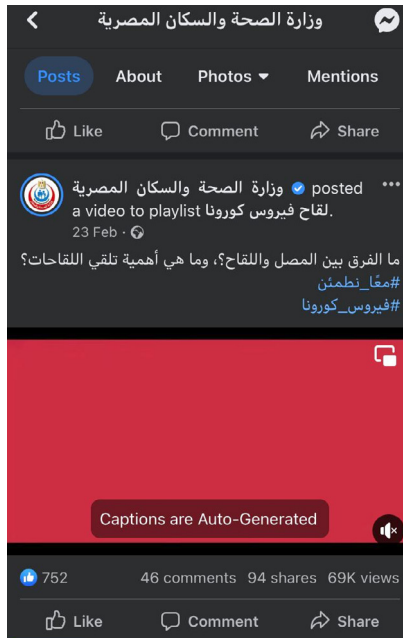 وزارة الصحة والسكان المصرية
Posts About Photos Mentions
Like Comment Share
وزارة الصحة والسكان المصرية posted
a video to playlist لقاح فيروس كورونا.
23 Feb ·
ما الفرق بين المصل واللقاح؟، وما هي أهمية تلقي اللقاحات؟
#معًا_نطمئن
#فيروس_كورونا
Captions are Auto-Generated
752 46 comments 94 shares 69K views
Like Comment Share